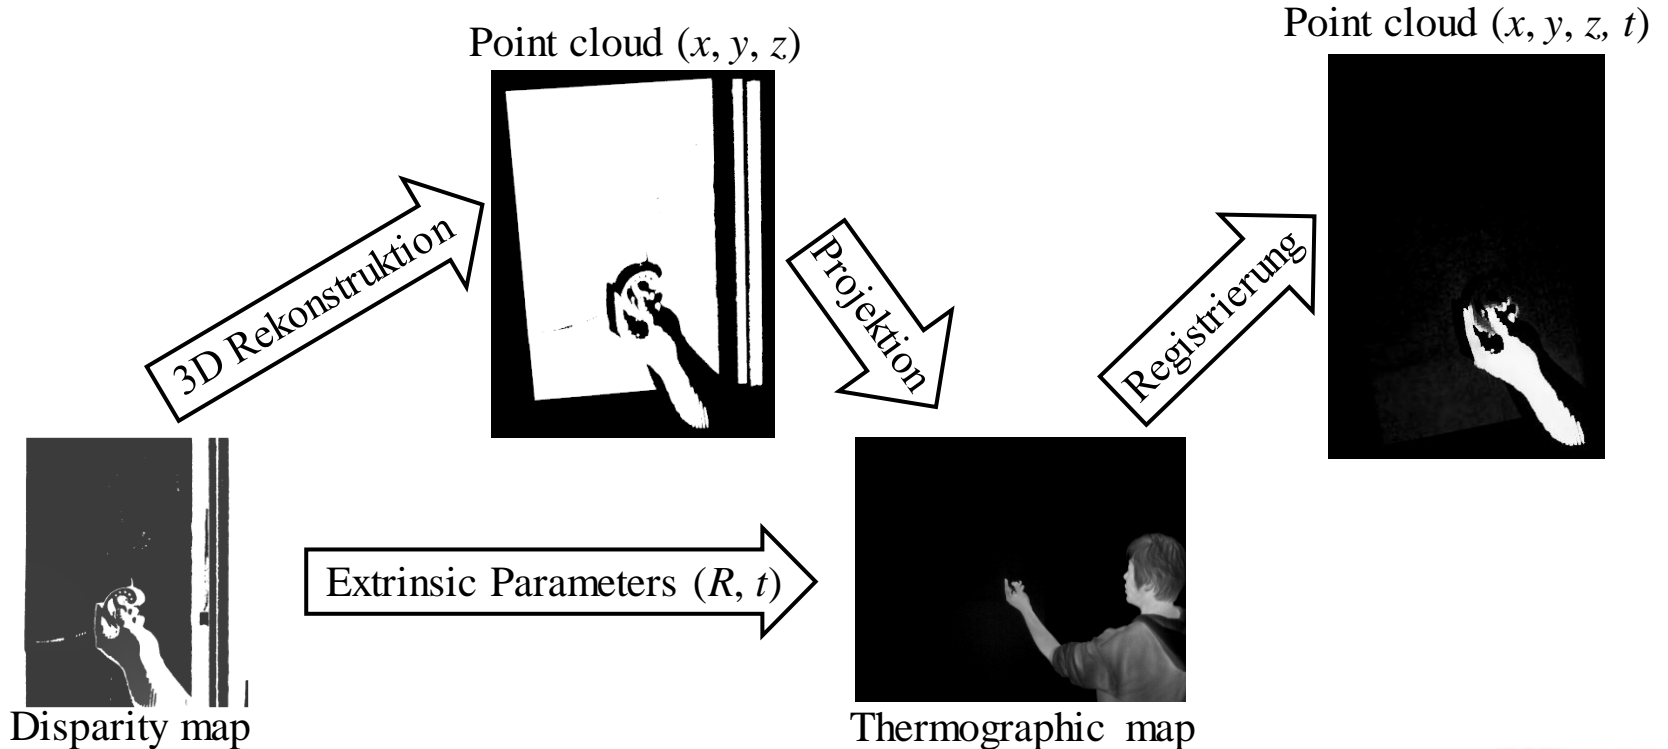 Point cloud (x, y, z)
Point cloud (x, y, z, t)
3D Rekonstruktion
Projektion
Registrierung
Extrinsic Parameters (R, t)
Disparity map
Thermographic map